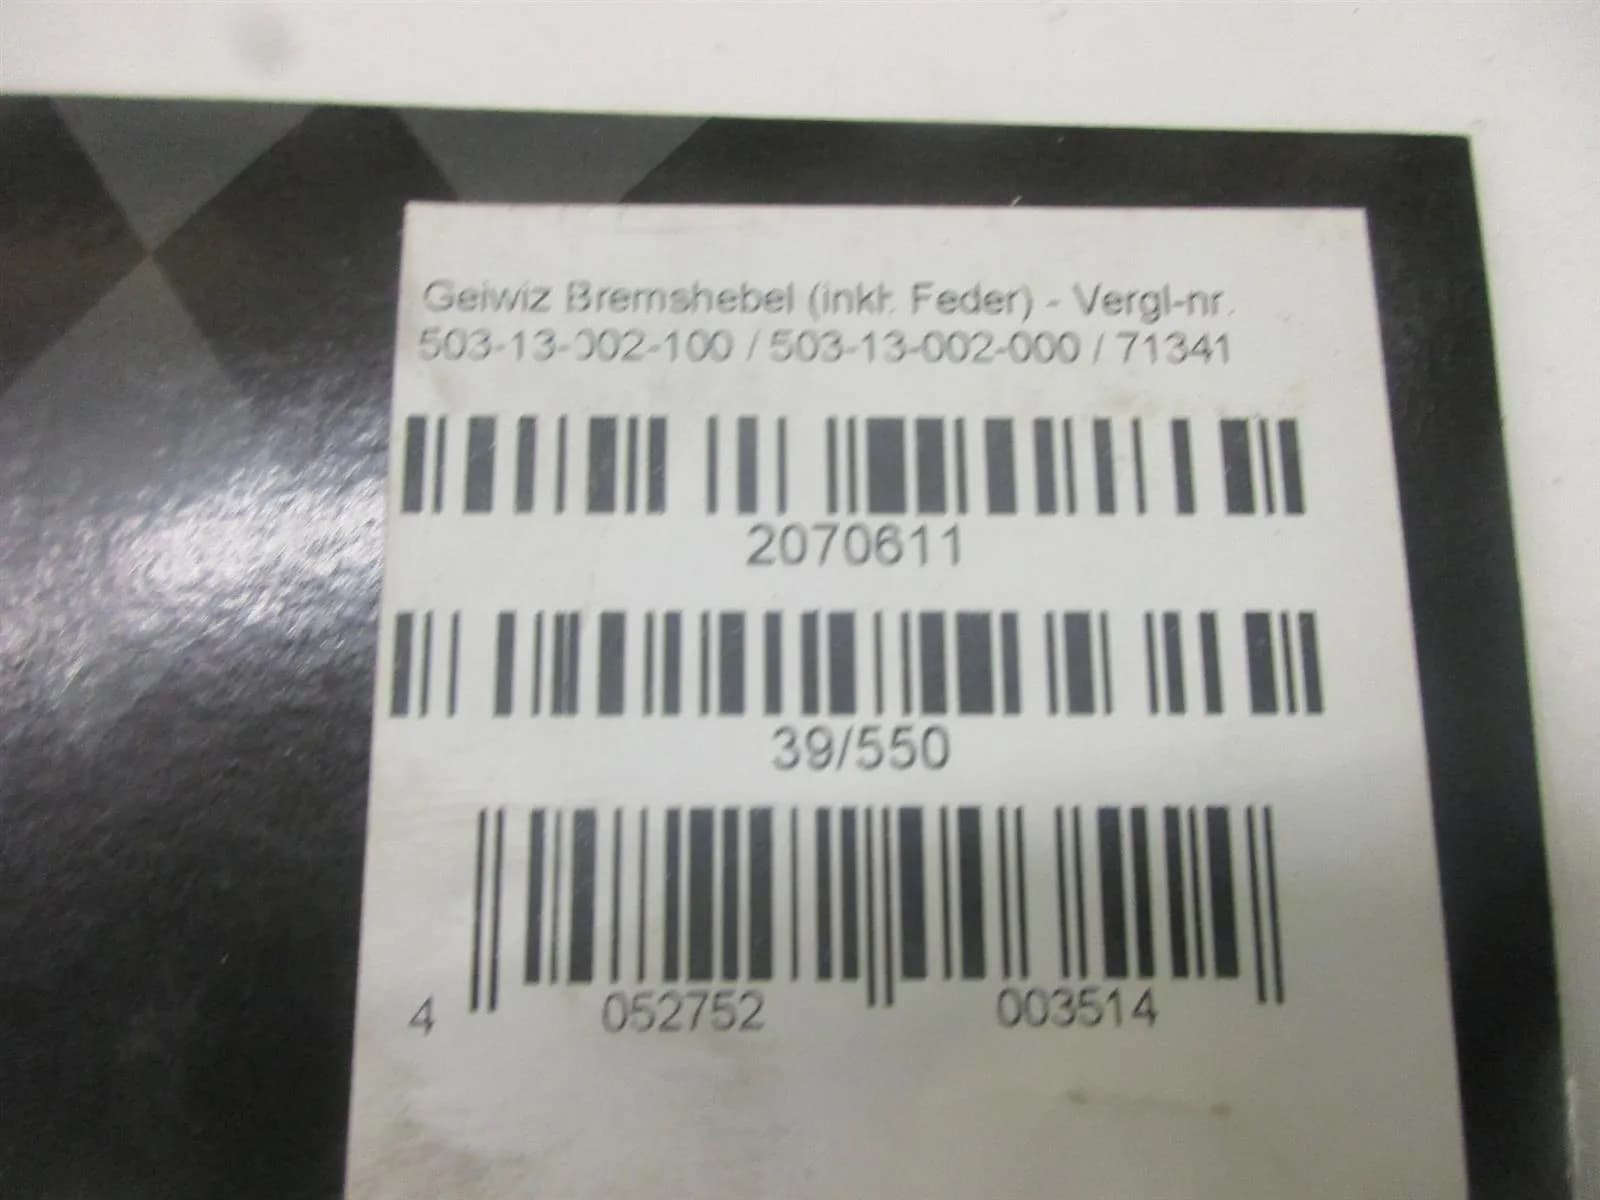 Geiwiz Bremshebel (inkl. Feder) - Vergl-nr.
503-13-002-100 / 503-13-002-000 / 71341
2070611
39/550
4 052752 003514